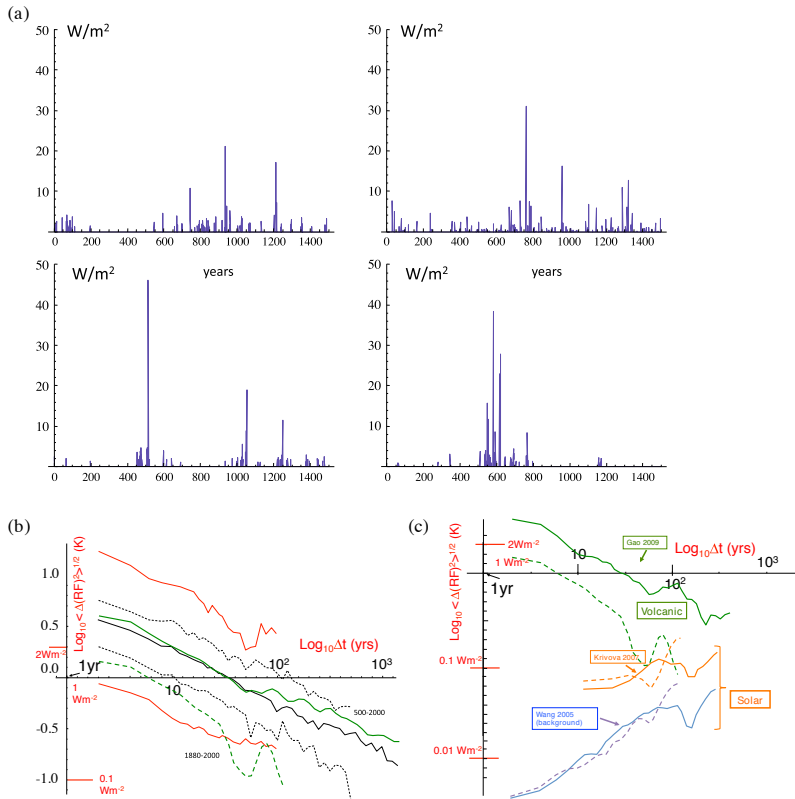 (a)
W/m²
50
40
30
20
10
0 200 400 600 800 1000 1200 1400
W/m²
50
40
30
20
10
0 200 400 600 800 1000 1200 1400
W/m²
years
50
40
30
20
10
0 200 400 600 800 1000 1200 1400
W/m²
years
50
40
30
20
10
0 200 400 600 800 1000 1200 1400
(b)
Log₁₀<Δ(RF)²>¹ᐟ² (K)
1.0
0.5
2Wm⁻²
0.0
1yr
1
Wm⁻²
-0.5
-1.0
0.1
Wm⁻²
10
10²
10³
Log₁₀Δt (yrs)
500-2000
1880-2000
(c)
Log₁₀<Δ(RF)²>¹ᐟ² (K)
2Wm⁻²
1 Wm⁻²
1yr
0.1 Wm⁻²
0.01 Wm⁻²
10
10²
10³
Log₁₀Δt (yrs)
Gao 2009
Volcanic
Krivova 2007
Solar
Wang 2005
(background)